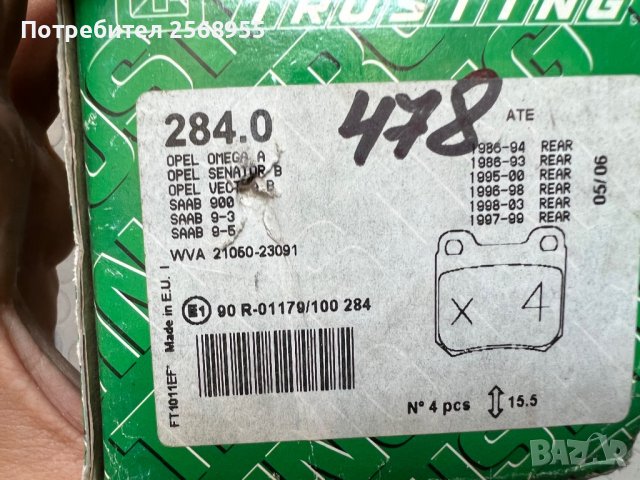 Потребител 2568955
TRUSTING
284.0
478
ATE
OPEL OMEGA A 1986-94 REAR
OPEL SENATOR B 1986-93 REAR
OPEL VECTRA B 1995-00 REAR
SAAB 900 1996-98 REAR
SAAB 9-3 1998-03 REAR
SAAB 9-5 1997-99 REAR
05/06
WVA 21050-23091
E1 90 R-01179/100 284
x 4
Made in E.U.
FT1011EF
N° 4 pcs 15.5
BAZAR